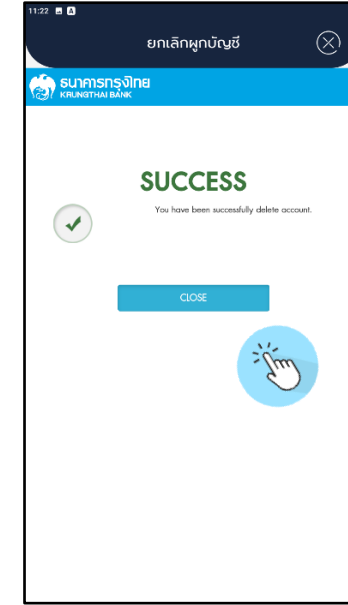 11:22 A
ยกเลิกผูกบัญชี
ธนาคารกรุงไทย
KRUNGTHAI BANK
SUCCESS
You have been successfully delete account.
CLOSE